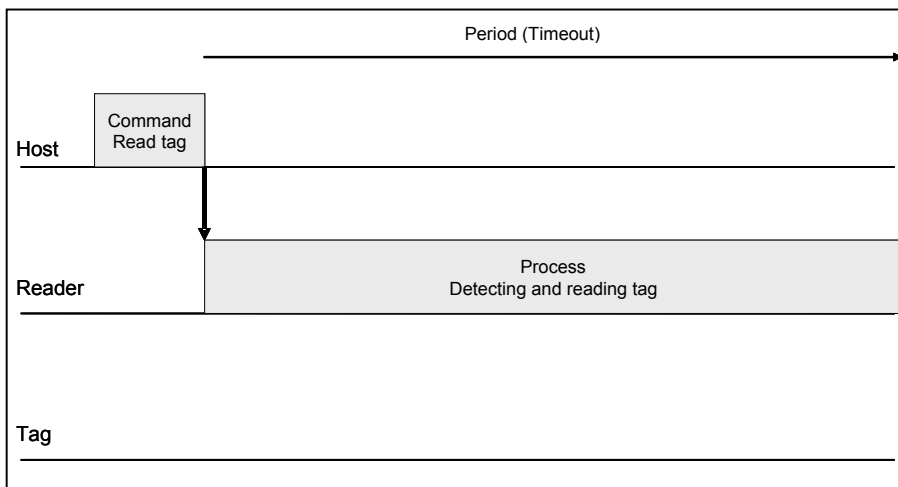 Period (Timeout)
Command
Read tag
Host
Process
Detecting and reading tag
Reader
Tag